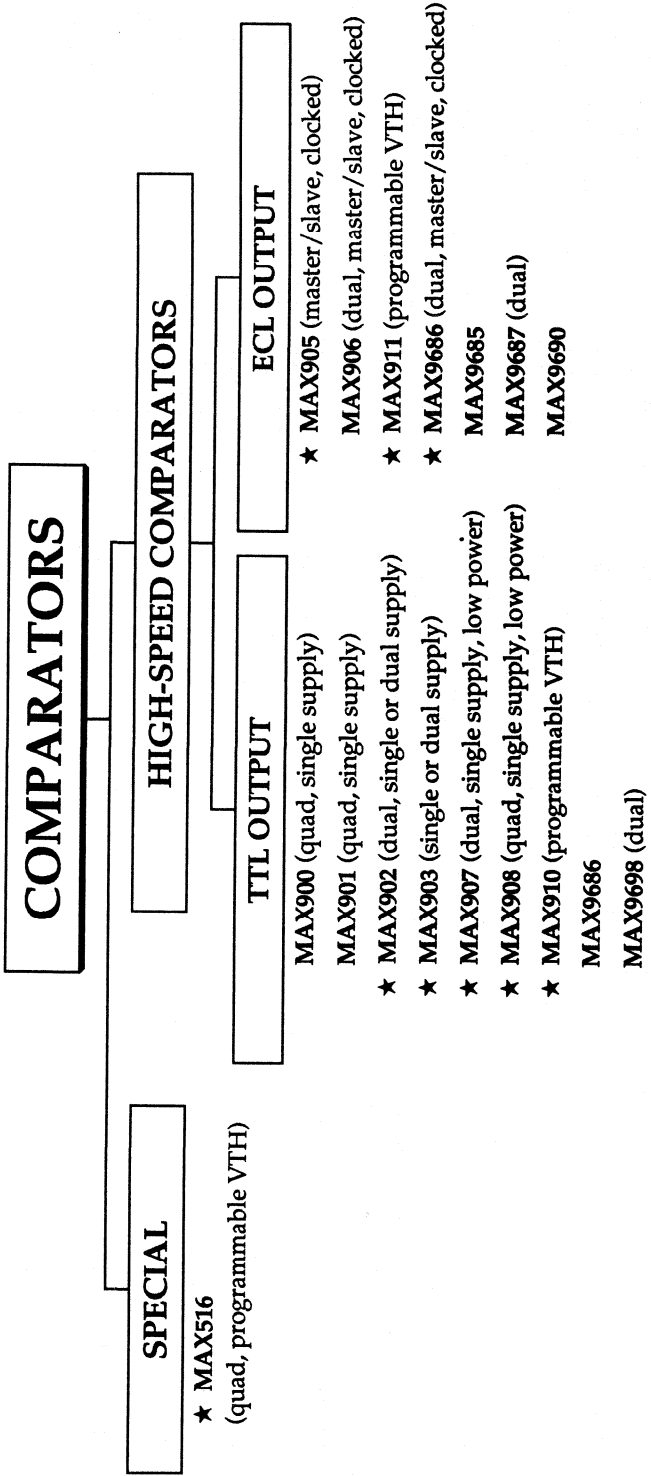 COMPARATORS
SPECIAL
★ MAX516
(quad, programmable VTH)
HIGH-SPEED COMPARATORS
TTL OUTPUT
MAX900 (quad, single supply)
MAX901 (quad, single supply)
★ MAX902 (dual, single or dual supply)
★ MAX903 (single or dual supply)
★ MAX907 (dual, single supply, low power)
★ MAX908 (quad, single supply, low power)
★ MAX910 (programmable VTH)
MAX9686
MAX9698 (dual)
ECL OUTPUT
★ MAX905 (master/slave, clocked)
MAX906 (dual, master/slave, clocked)
★ MAX911 (programmable VTH)
★ MAX9686 (dual, master/slave, clocked)
MAX9685
MAX9687 (dual)
MAX9690